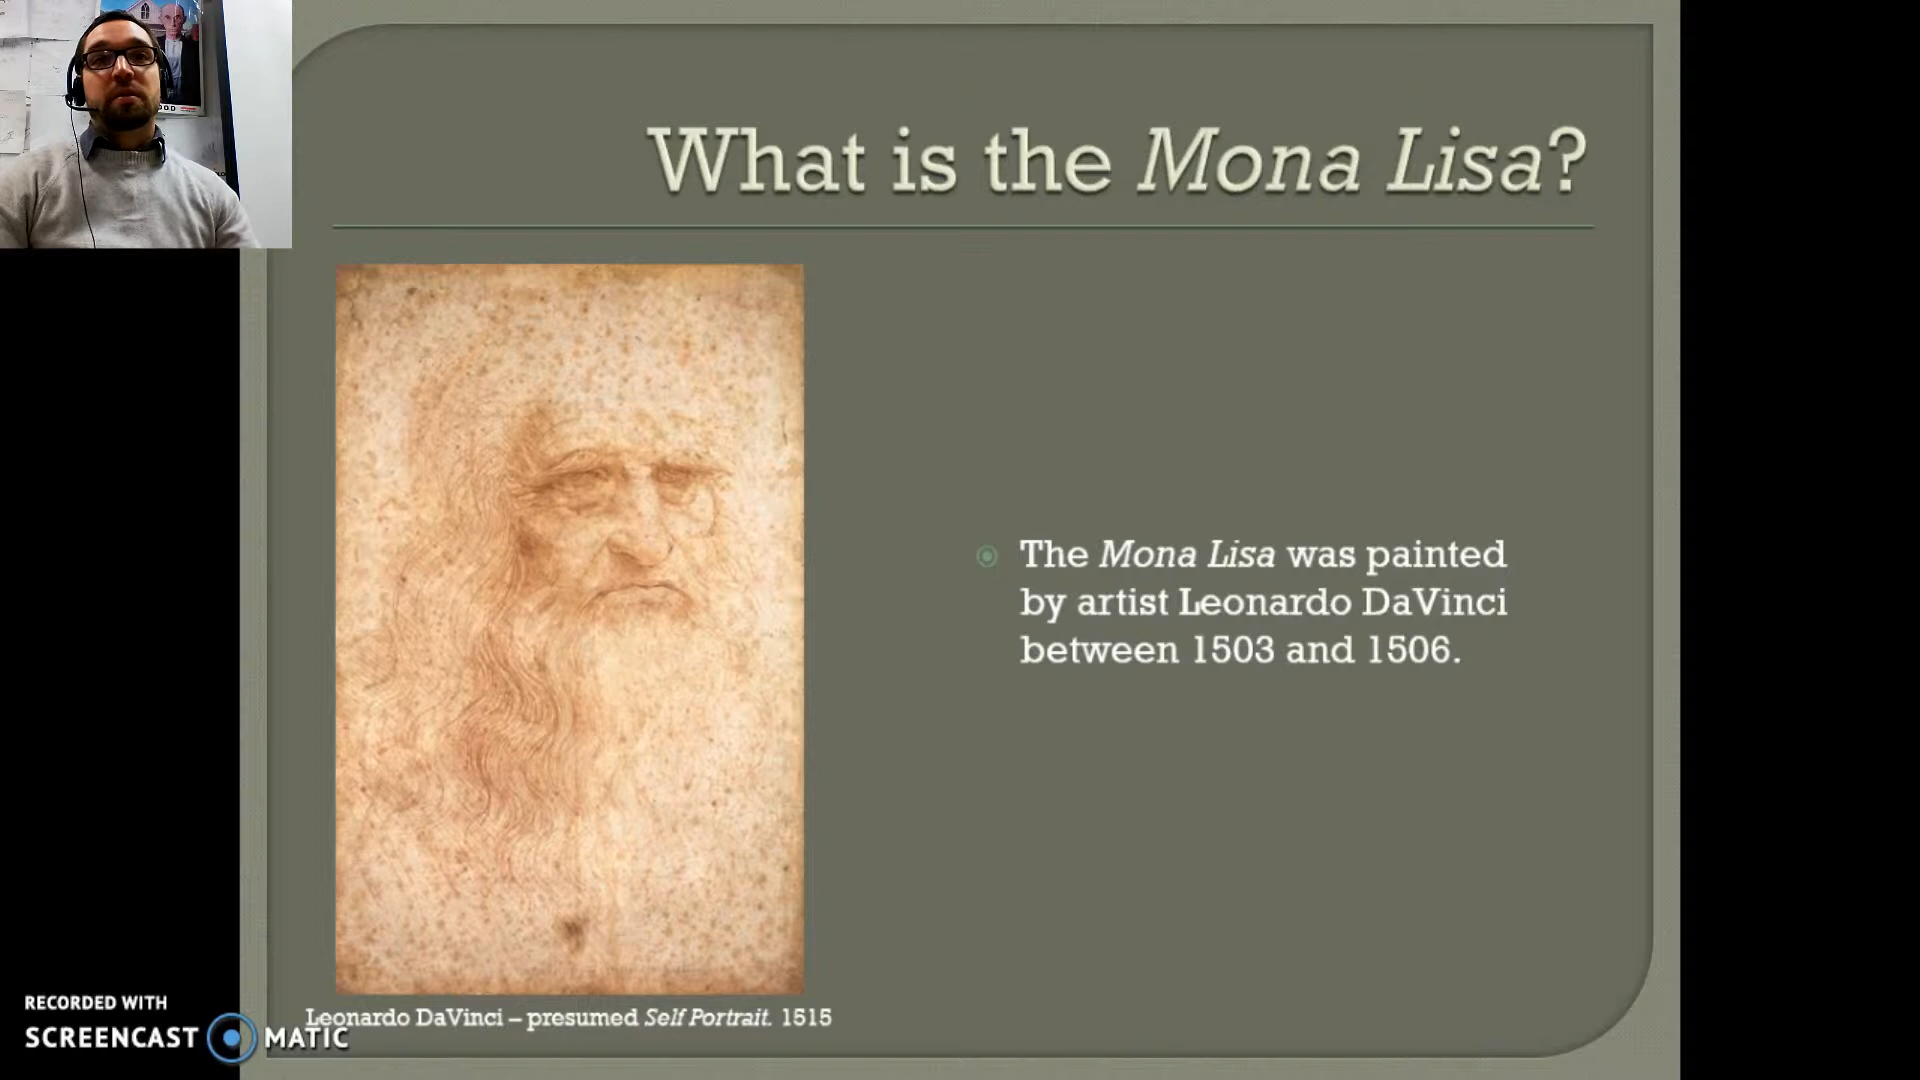 What is the Mona Lisa?
The Mona Lisa was painted
by artist Leonardo DaVinci
between 1503 and 1506.
Leonardo DaVinci – presumed Self Portrait. 1515
RECORDED WITH
SCREENCAST MATIC